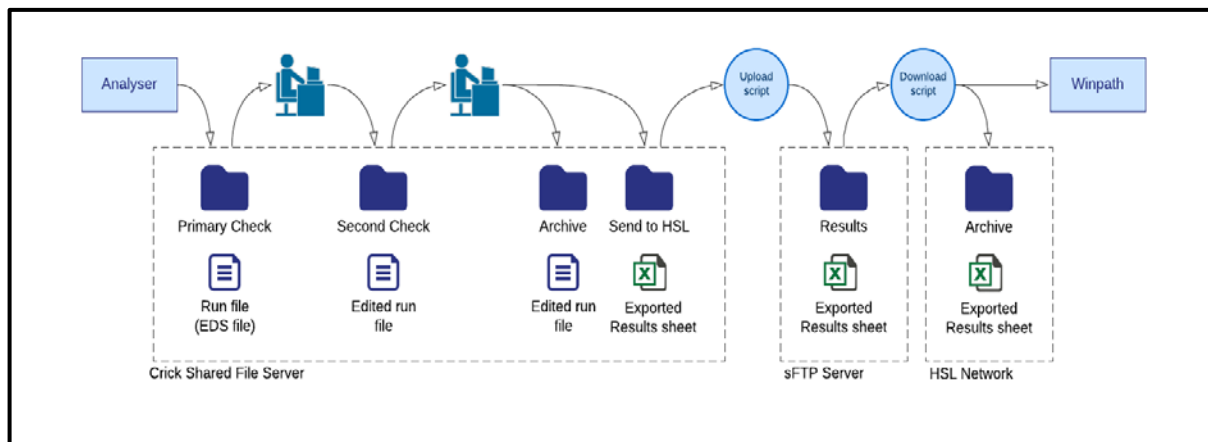 Analyser
Upload
script
Download
script
Winpath
Primary Check
Second Check
Archive
Send to HSL
Results
Archive
Run file
(EDS file)
Edited run
file
Edited run
file
Exported
Results sheet
Exported
Results sheet
Exported
Results sheet
Crick Shared File Server
sFTP Server
HSL Network